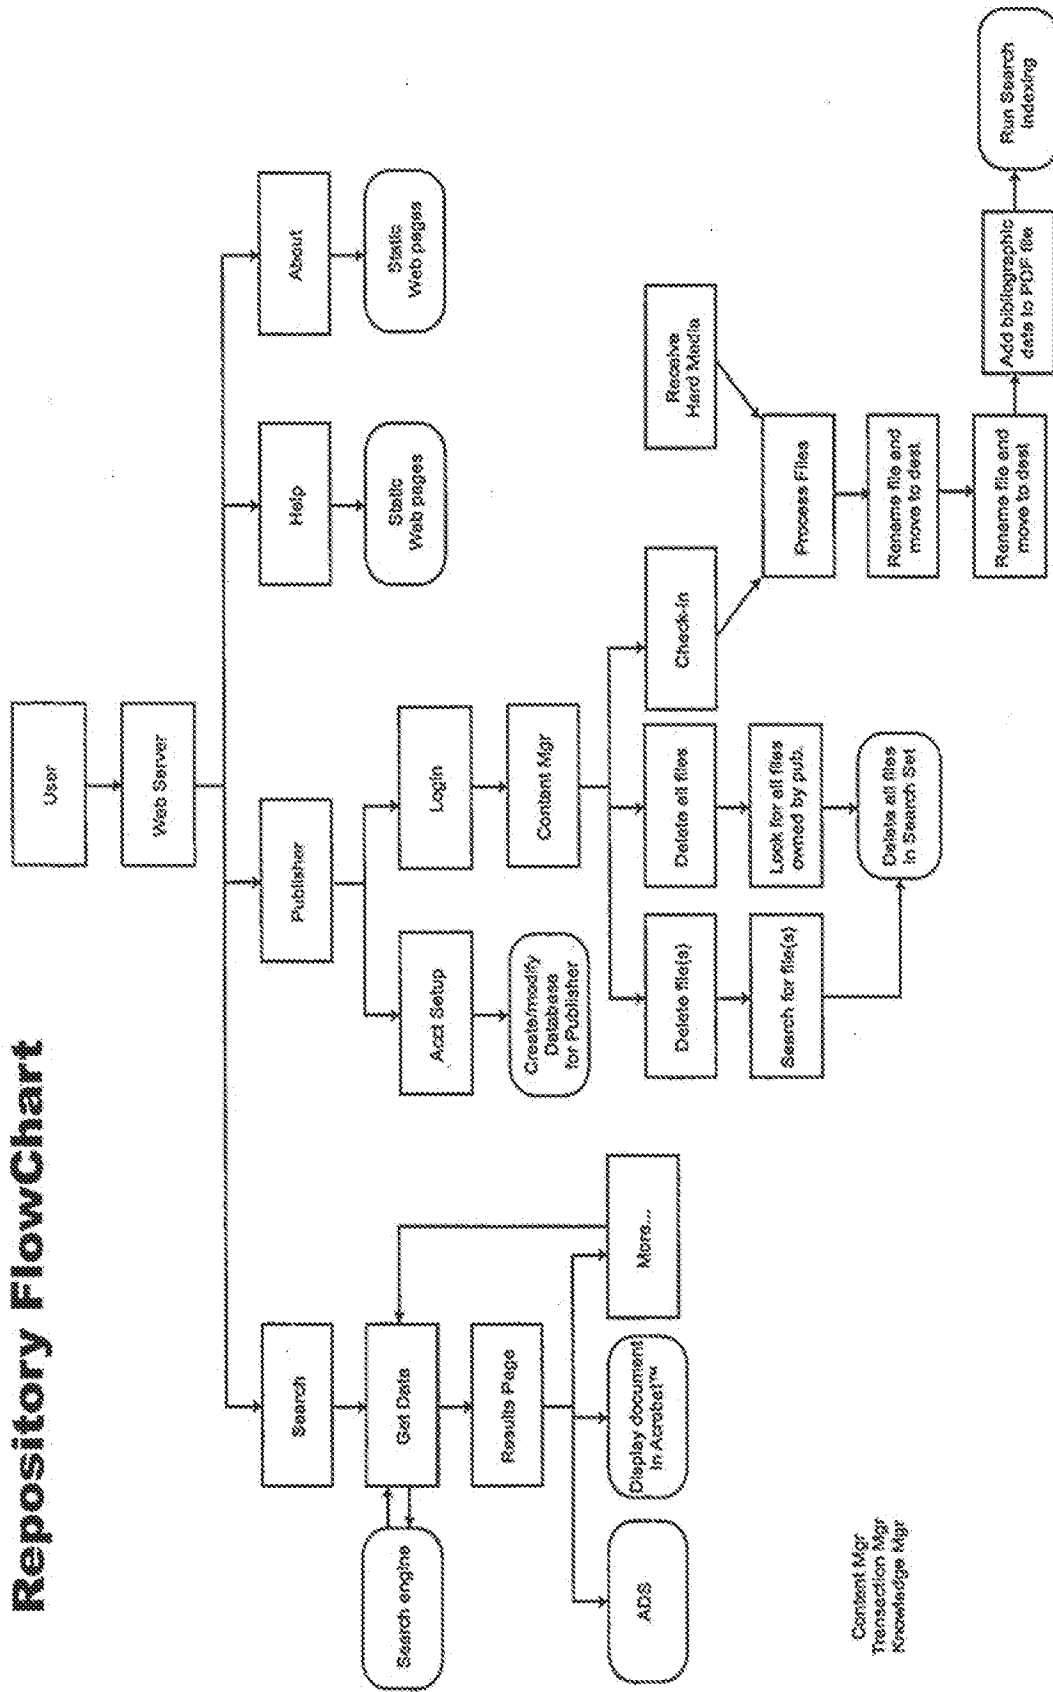 Repository FlowChart
User
Web Server
Search
Publisher
Help
About
Search engine
Get Data
Static
Web pages
Static
Web pages
Acct Setup
Login
Results Page
Create/modify
Database
for Publisher
Content Mgr
ADS
Display document
in Acrobat™
More...
Delete file(s)
Delete all files
Check-in
Receive
Hard Media
Search for file(s)
Look for all files
owned by pub.
Process Files
Delete all files
in Search Set
Rename file and
move to dest
Rename file and
move to dest
Add bibliographic
data to PDF file
Run Search
Indexing
Content Mgr
Transaction Mgr
Knowledge Mgr